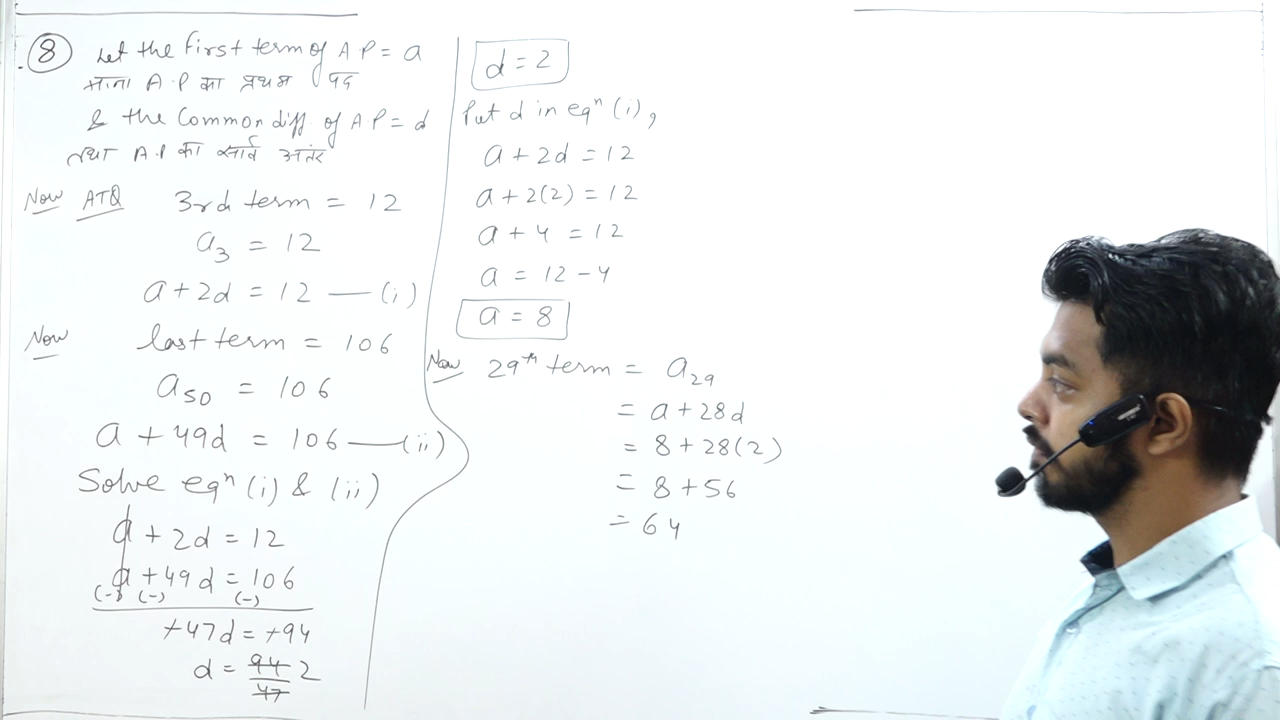 8 Let the first term of A P = a
माना A.P का प्रथम पद
& the Common diff. of A.P = d
तथा A.P का सार्व अतंर
Now ATQ 3rd term = 12
a₃ = 12
a + 2d = 12 — (i)
Now last term = 106
a₅₀ = 106
a + 49d = 106 — (ii)
Solve eqⁿ (i) & (ii)
a + 2d = 12
a + 49d = 106
(-) (-) (-)
+47d = +94
d = 94/47 2
d = 2
Put d in eqⁿ (i),
a + 2d = 12
a + 2(2) = 12
a + 4 = 12
a = 12 - 4
a = 8
Now 29ᵗʰ term = a₂₉
= a + 28d
= 8 + 28(2)
= 8 + 56
= 64